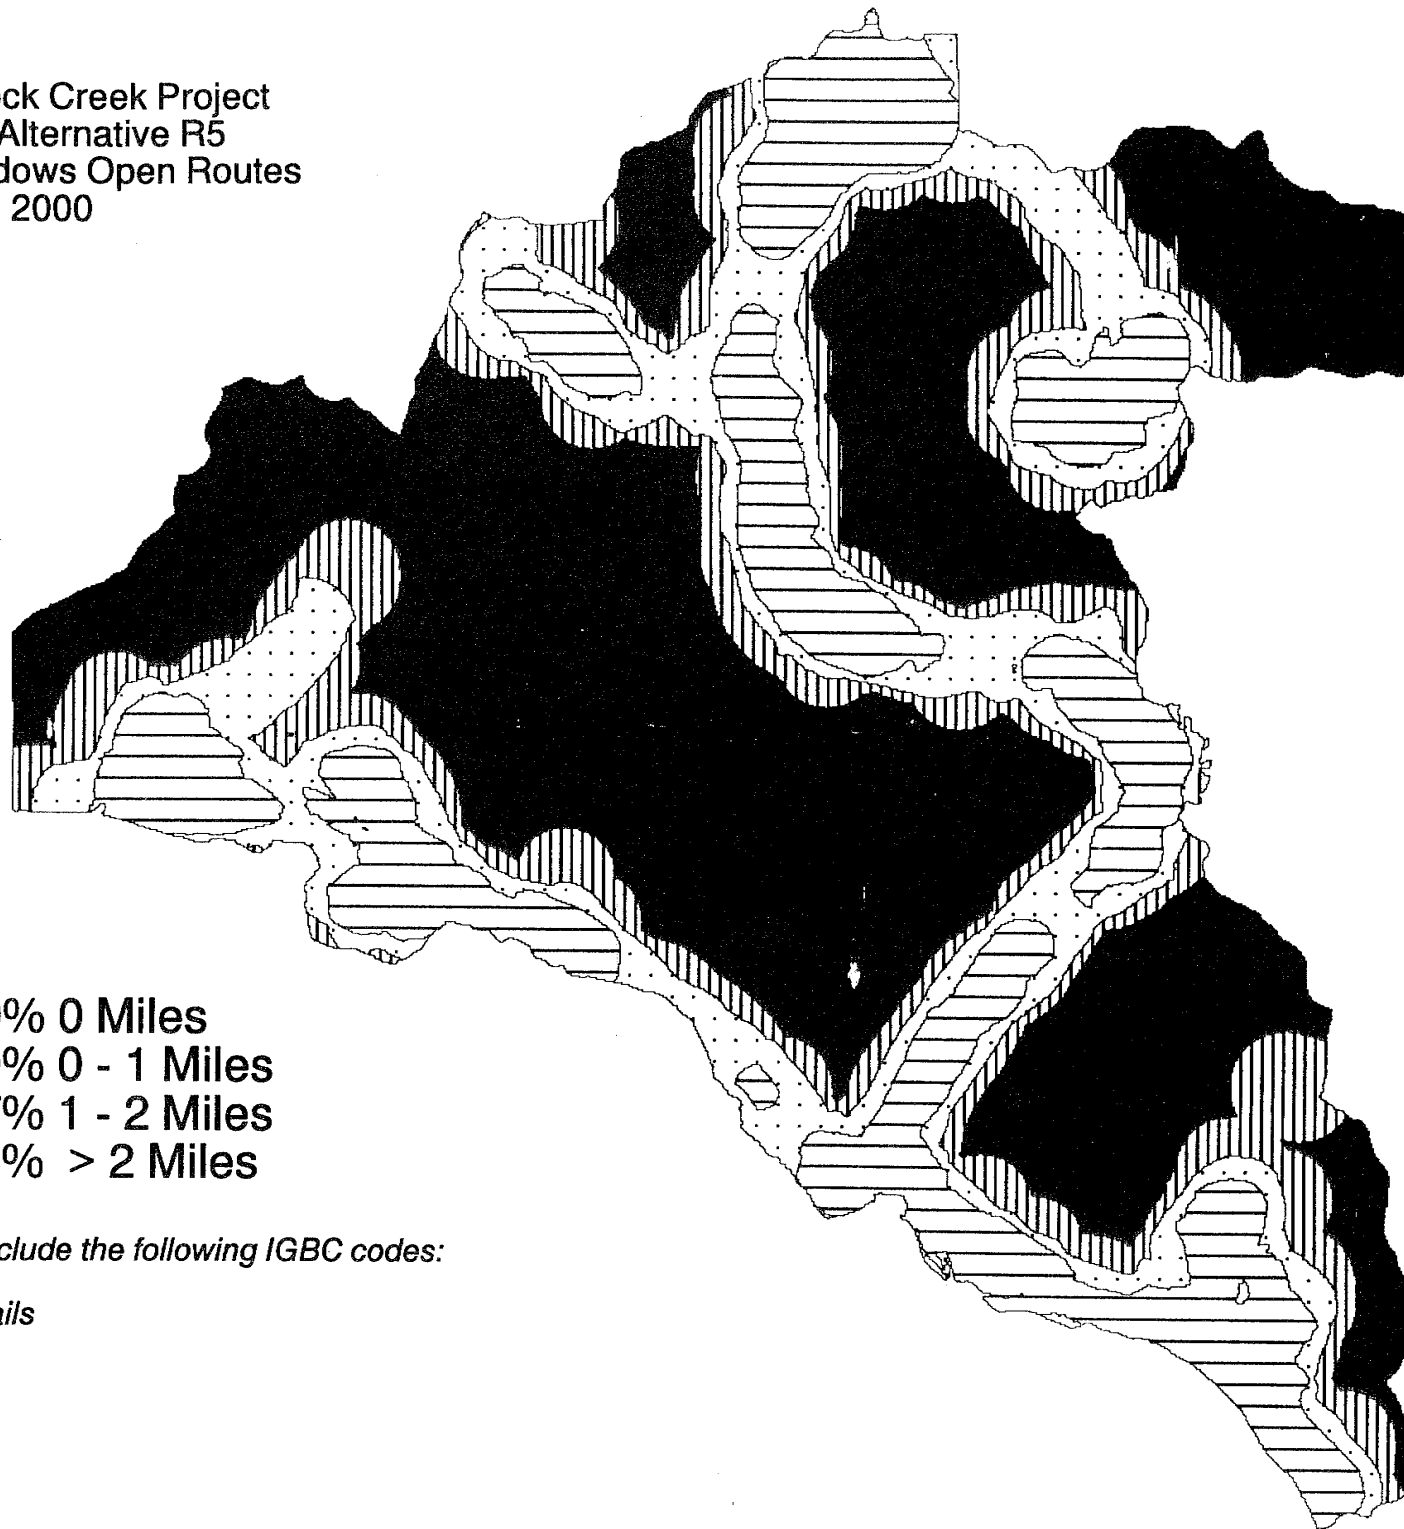 ck Creek Project
Alternative R5
dows Open Routes
2000
% 0 Miles
% 0 - 1 Miles
% 1 - 2 Miles
% > 2 Miles
clude the following IGBC codes:
ils